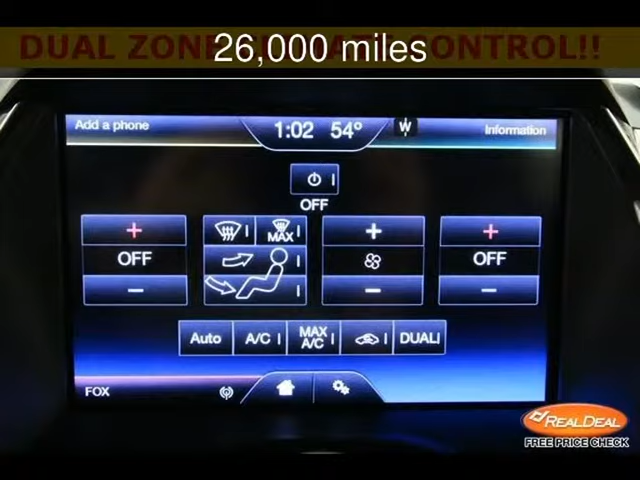 DUAL ZONE CLIMATE CONTROL!!
26,000 miles
Add a phone
1:02 54° W
Information
OFF
MAX
+ + +
OFF OFF
- - -
Auto A/C MAX A/C DUAL
FOX
REALDEAL
FREE PRICE CHECK